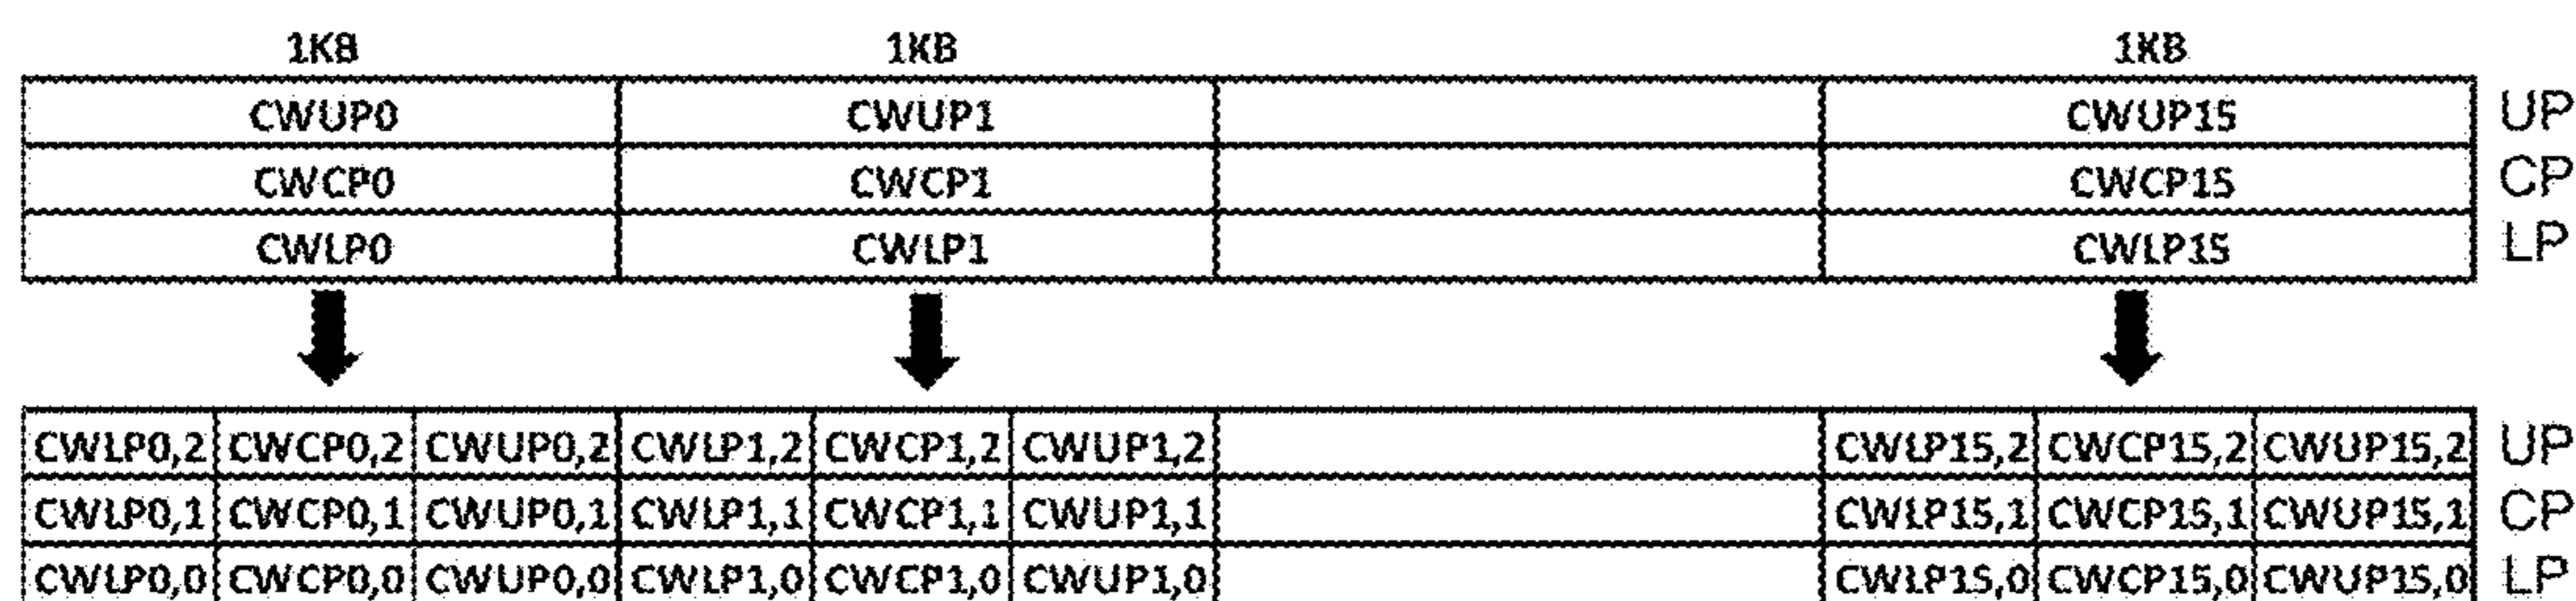 1KB 1KB 1KB
CWUP0 CWUP1 CWUP15 UP
CWCP0 CWCP1 CWCP15 CP
CWLP0 CWLP1 CWLP15 LP
CWLP0,2 CWCP0,2 CWUP0,2 CWLP1,2 CWCP1,2 CWUP1,2 CWLP15,2 CWCP15,2 CWUP15,2 UP
CWLP0,1 CWCP0,1 CWUP0,1 CWLP1,1 CWCP1,1 CWUP1,1 CWLP15,1 CWCP15,1 CWUP15,1 CP
CWLP0,0 CWCP0,0 CWUP0,0 CWLP1,0 CWCP1,0 CWUP1,0 CWLP15,0 CWCP15,0 CWUP15,0 LP